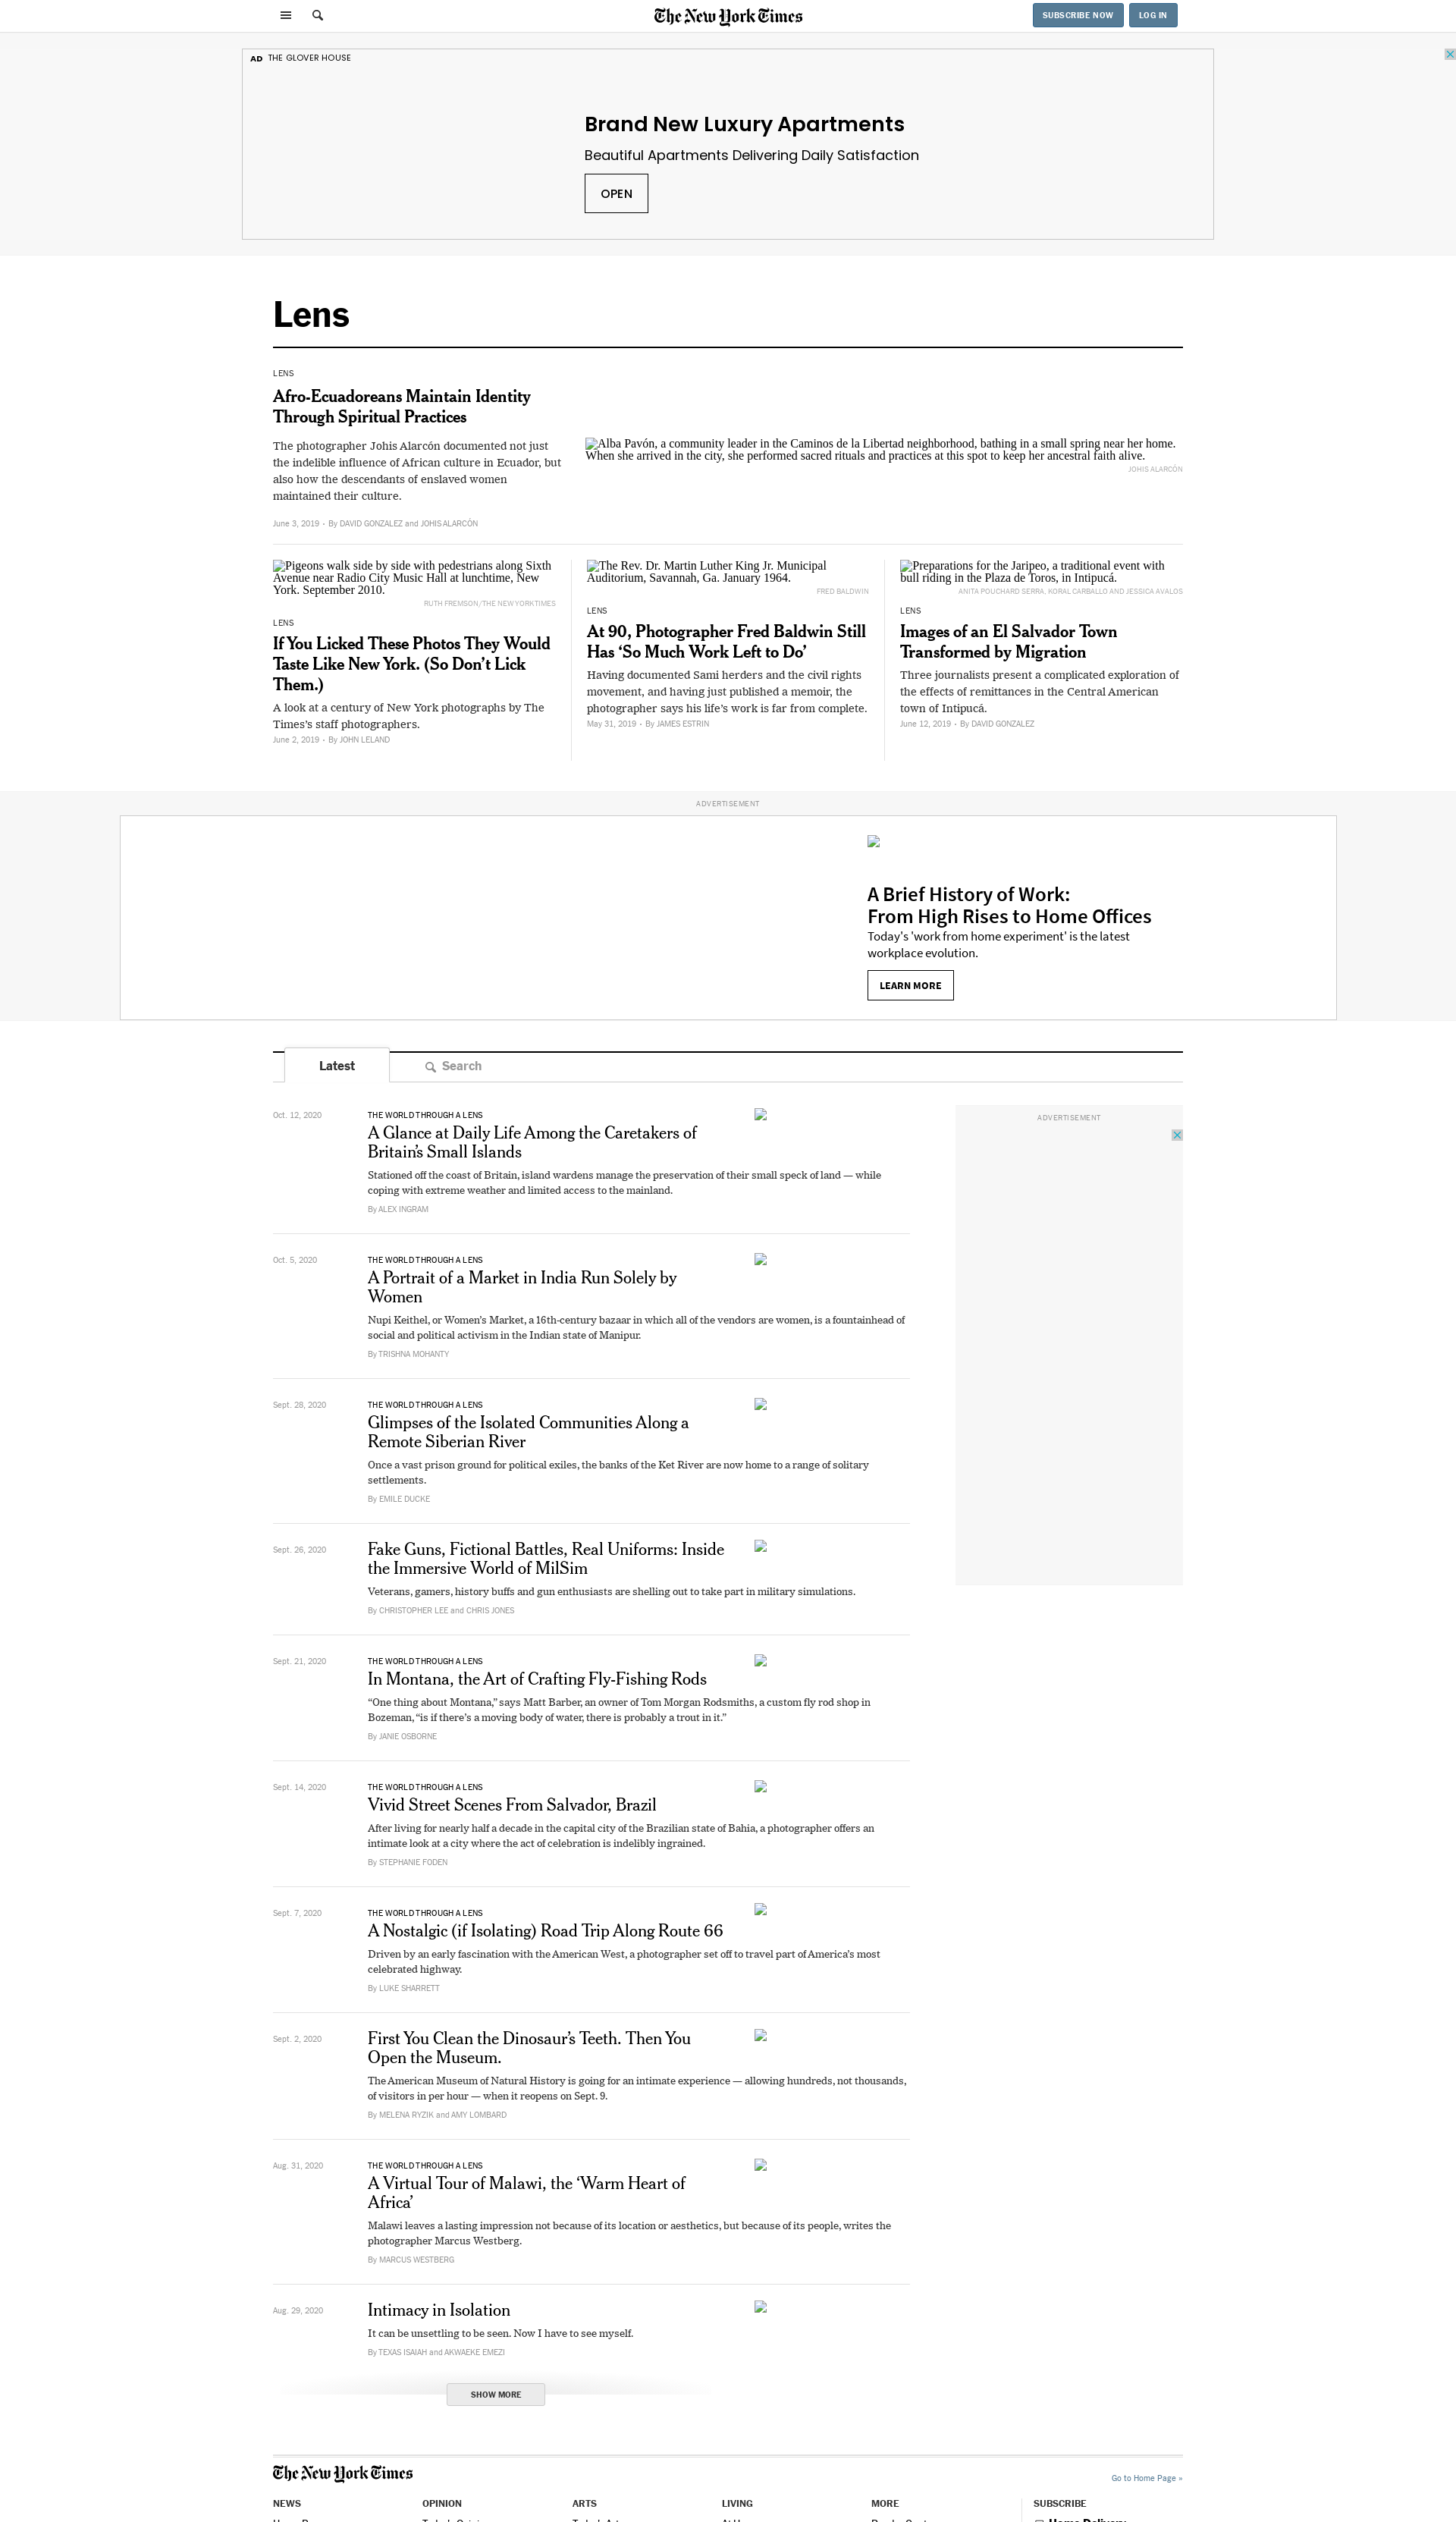 The New York Times
SUBSCRIBE NOW
LOG IN
AD THE GLOVER HOUSE
Brand New Luxury Apartments
Beautiful Apartments Delivering Daily Satisfaction
OPEN
Lens
LENS
Afro-Ecuadoreans Maintain Identity
Through Spiritual Practices
The photographer Johis Alarcón documented not just
the indelible influence of African culture in Ecuador, but
also how the descendants of enslaved women
maintained their culture.
June 3, 2019 • By DAVID GONZALEZ and JOHIS ALARCÓN
Alba Pavón, a community leader in the Caminos de la Libertad neighborhood, bathing in a small spring near her home.
When she arrived in the city, she performed sacred rituals and practices at this spot to keep her ancestral faith alive.
JOHIS ALARCÓN
Pigeons walk side by side with pedestrians along Sixth
Avenue near Radio City Music Hall at lunchtime, New
York. September 2010.
RUTH FREMSON/THE NEW YORK TIMES
LENS
If You Licked These Photos They Would
Taste Like New York. (So Don’t Lick
Them.)
A look at a century of New York photographs by The
Times’s staff photographers.
June 2, 2019 • By JOHN LELAND
The Rev. Dr. Martin Luther King Jr. Municipal
Auditorium, Savannah, Ga. January 1964.
FRED BALDWIN
LENS
At 90, Photographer Fred Baldwin Still
Has ‘So Much Work Left to Do’
Having documented Sami herders and the civil rights
movement, and having just published a memoir, the
photographer says his life’s work is far from complete.
May 31, 2019 • By JAMES ESTRIN
Preparations for the Jaripeo, a traditional event with
bull riding in the Plaza de Toros, in Intipucá.
ANITA POUCHARD SERRA, KORAL CARBALLO AND JESSICA AVALOS
LENS
Images of an El Salvador Town
Transformed by Migration
Three journalists present a complicated exploration of
the effects of remittances in the Central American
town of Intipucá.
June 12, 2019 • By DAVID GONZALEZ
ADVERTISEMENT
A Brief History of Work:
From High Rises to Home Offices
Today's 'work from home experiment' is the latest
workplace evolution.
LEARN MORE
Latest
Search
ADVERTISEMENT
Oct. 12, 2020
THE WORLD THROUGH A LENS
A Glance at Daily Life Among the Caretakers of
Britain’s Small Islands
Stationed off the coast of Britain, island wardens manage the preservation of their small speck of land — while
coping with extreme weather and limited access to the mainland.
By ALEX INGRAM
Oct. 5, 2020
THE WORLD THROUGH A LENS
A Portrait of a Market in India Run Solely by
Women
Nupi Keithel, or Women’s Market, a 16th-century bazaar in which all of the vendors are women, is a fountainhead of
social and political activism in the Indian state of Manipur.
By TRISHNA MOHANTY
Sept. 28, 2020
THE WORLD THROUGH A LENS
Glimpses of the Isolated Communities Along a
Remote Siberian River
Once a vast prison ground for political exiles, the banks of the Ket River are now home to a range of solitary
settlements.
By EMILE DUCKE
Sept. 26, 2020
Fake Guns, Fictional Battles, Real Uniforms: Inside
the Immersive World of MilSim
Veterans, gamers, history buffs and gun enthusiasts are shelling out to take part in military simulations.
By CHRISTOPHER LEE and CHRIS JONES
Sept. 21, 2020
THE WORLD THROUGH A LENS
In Montana, the Art of Crafting Fly-Fishing Rods
“One thing about Montana,” says Matt Barber, an owner of Tom Morgan Rodsmiths, a custom fly rod shop in
Bozeman, “is if there’s a moving body of water, there is probably a trout in it.”
By JANIE OSBORNE
Sept. 14, 2020
THE WORLD THROUGH A LENS
Vivid Street Scenes From Salvador, Brazil
After living for nearly half a decade in the capital city of the Brazilian state of Bahia, a photographer offers an
intimate look at a city where the act of celebration is indelibly ingrained.
By STEPHANIE FODEN
Sept. 7, 2020
THE WORLD THROUGH A LENS
A Nostalgic (if Isolating) Road Trip Along Route 66
Driven by an early fascination with the American West, a photographer set off to travel part of America’s most
celebrated highway.
By LUKE SHARRETT
Sept. 2, 2020
First You Clean the Dinosaur’s Teeth. Then You
Open the Museum.
The American Museum of Natural History is going for an intimate experience — allowing hundreds, not thousands,
of visitors in per hour — when it reopens on Sept. 9.
By MELENA RYZIK and AMY LOMBARD
Aug. 31, 2020
THE WORLD THROUGH A LENS
A Virtual Tour of Malawi, the ‘Warm Heart of
Africa’
Malawi leaves a lasting impression not because of its location or aesthetics, but because of its people, writes the
photographer Marcus Westberg.
By MARCUS WESTBERG
Aug. 29, 2020
Intimacy in Isolation
It can be unsettling to be seen. Now I have to see myself.
By TEXAS ISAIAH and AKWAEKE EMEZI
SHOW MORE
The New York Times
Go to Home Page »
NEWS
OPINION
ARTS
LIVING
MORE
SUBSCRIBE